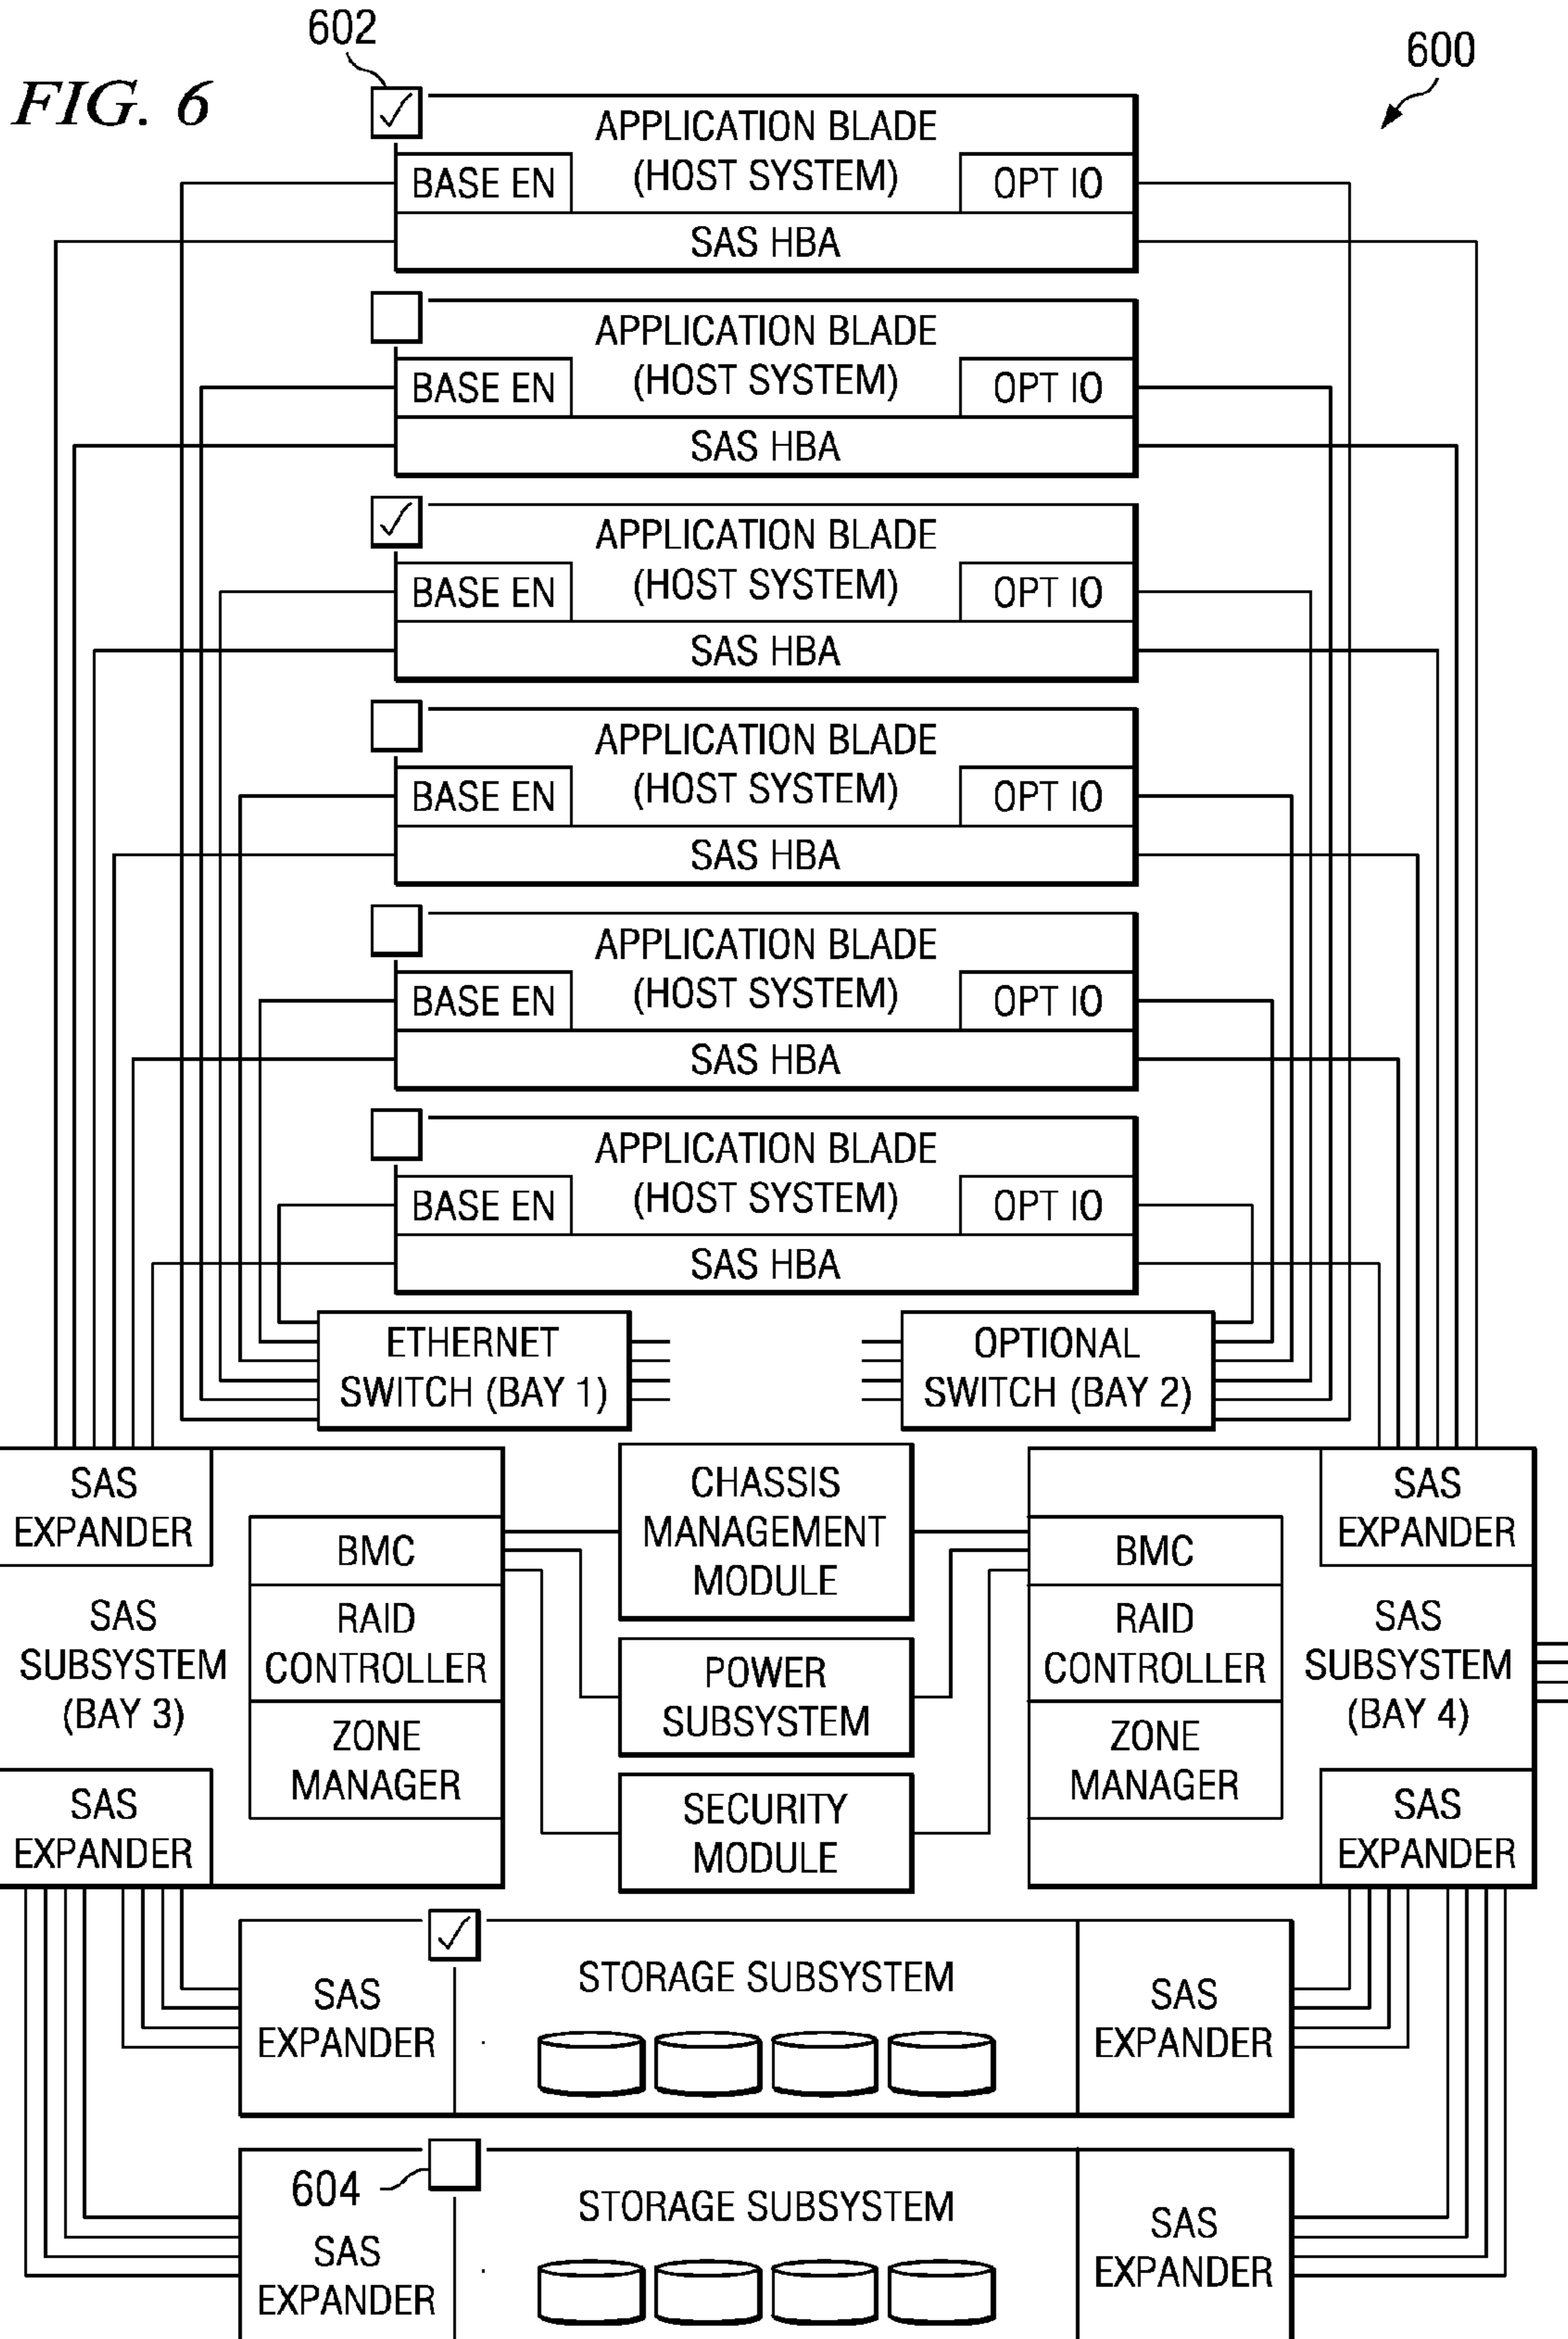 602
600
FIG. 6
APPLICATION BLADE
(HOST SYSTEM)
BASE EN
OPT IO
SAS HBA
APPLICATION BLADE
(HOST SYSTEM)
BASE EN
OPT IO
SAS HBA
APPLICATION BLADE
(HOST SYSTEM)
BASE EN
OPT IO
SAS HBA
APPLICATION BLADE
(HOST SYSTEM)
BASE EN
OPT IO
SAS HBA
APPLICATION BLADE
(HOST SYSTEM)
BASE EN
OPT IO
SAS HBA
APPLICATION BLADE
(HOST SYSTEM)
BASE EN
OPT IO
SAS HBA
ETHERNET
SWITCH (BAY 1)
OPTIONAL
SWITCH (BAY 2)
SAS
EXPANDER
BMC
RAID
CONTROLLER
ZONE
MANAGER
SAS
SUBSYSTEM
(BAY 3)
SAS
EXPANDER
CHASSIS
MANAGEMENT
MODULE
POWER
SUBSYSTEM
SECURITY
MODULE
BMC
RAID
CONTROLLER
ZONE
MANAGER
SAS
EXPANDER
SAS
SUBSYSTEM
(BAY 4)
SAS
EXPANDER
SAS
EXPANDER
STORAGE SUBSYSTEM
SAS
EXPANDER
604
SAS
EXPANDER
STORAGE SUBSYSTEM
SAS
EXPANDER